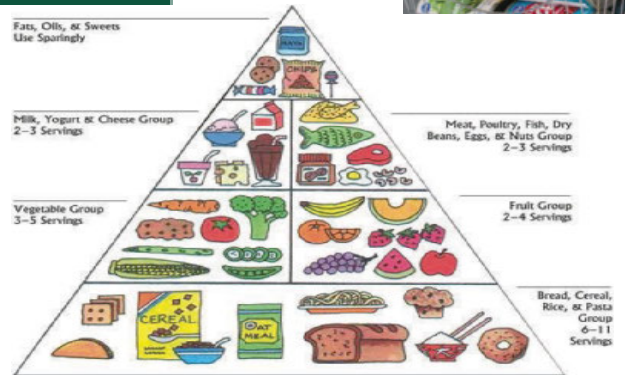 Fats, Oils, & Sweets
Use Sparingly
MAYO
CHIPS
Milk, Yogurt & Cheese Group
2–3 Servings
Meat, Poultry, Fish, Dry
Beans, Eggs, & Nuts Group
2–3 Servings
Vegetable Group
3–5 Servings
Fruit Group
2–4 Servings
Bread, Cereal,
Rice, & Pasta
Group
6–11
Servings
CEREAL
OAT
MEAL